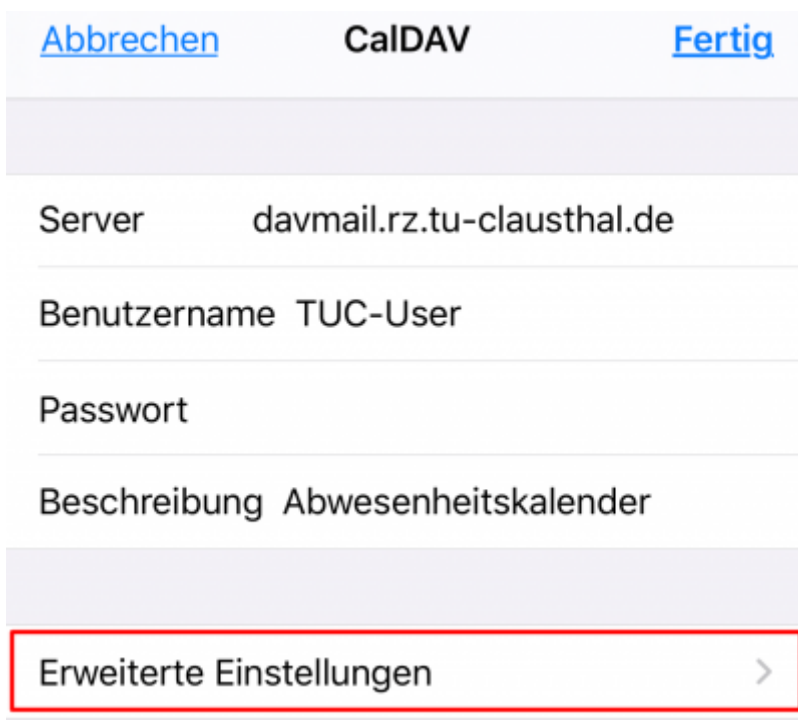 Abbrechen CalDAV Fertig
Server davmail.rz.tu-clausthal.de
Benutzername TUC-User
Passwort
Beschreibung Abwesenheitskalender
Erweiterte Einstellungen